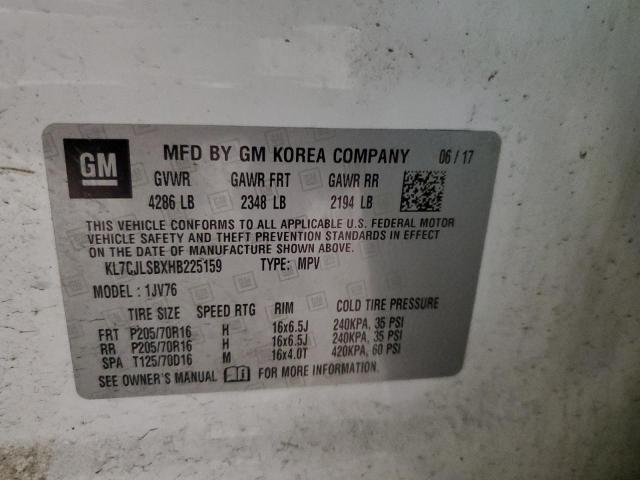 GM MFD BY GM KOREA COMPANY 06/17
GVWR GAWR FRT GAWR RR
4286 LB 2348 LB 2194 LB
THIS VEHICLE CONFORMS TO ALL APPLICABLE U.S. FEDERAL MOTOR
VEHICLE SAFETY AND THEFT PREVENTION STANDARDS IN EFFECT
ON THE DATE OF MANUFACTURE SHOWN ABOVE.
KL7CJLSBXHB225159 TYPE: MPV
MODEL: 1JV76
TIRE SIZE SPEED RTG RIM COLD TIRE PRESSURE
FRT P205/70R16 H 16x6.5J 240KPA, 35 PSI
RR P205/70R16 H 16x6.5J 240KPA, 35 PSI
SPA T125/70D16 M 16x4.0T 420KPA, 60 PSI
SEE OWNER'S MANUAL FOR MORE INFORMATION.